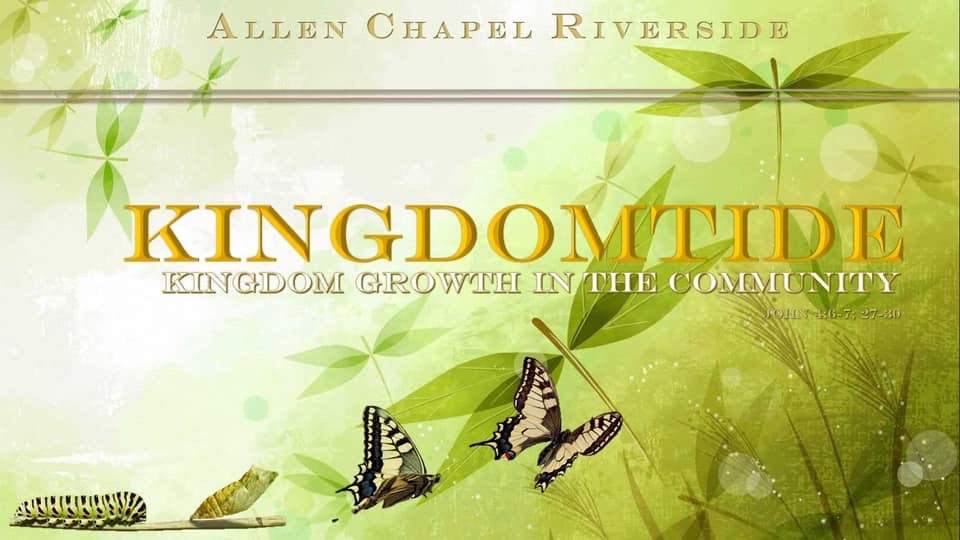 ALLEN CHAPEL RIVERSIDE
KINGDOMTIDE
KINGDOM GROWTH IN THE COMMUNITY
JOHN 4:6-7; 27-30